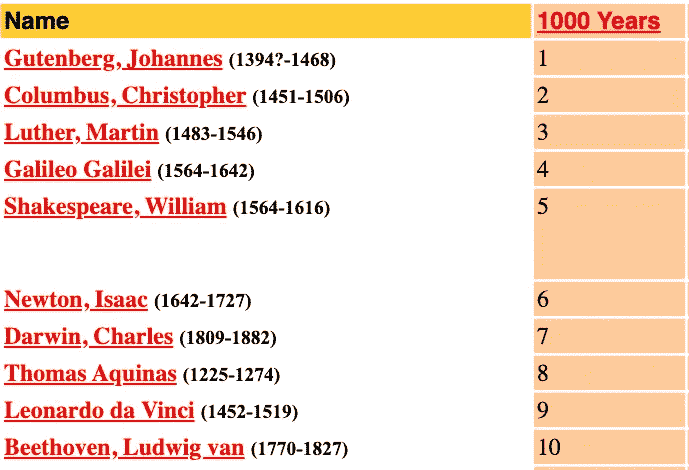 Name 1000 Years
Gutenberg, Johannes (1394?-1468) 1
Columbus, Christopher (1451-1506) 2
Luther, Martin (1483-1546) 3
Galileo Galilei (1564-1642) 4
Shakespeare, William (1564-1616) 5
Newton, Isaac (1642-1727) 6
Darwin, Charles (1809-1882) 7
Thomas Aquinas (1225-1274) 8
Leonardo da Vinci (1452-1519) 9
Beethoven, Ludwig van (1770-1827) 10